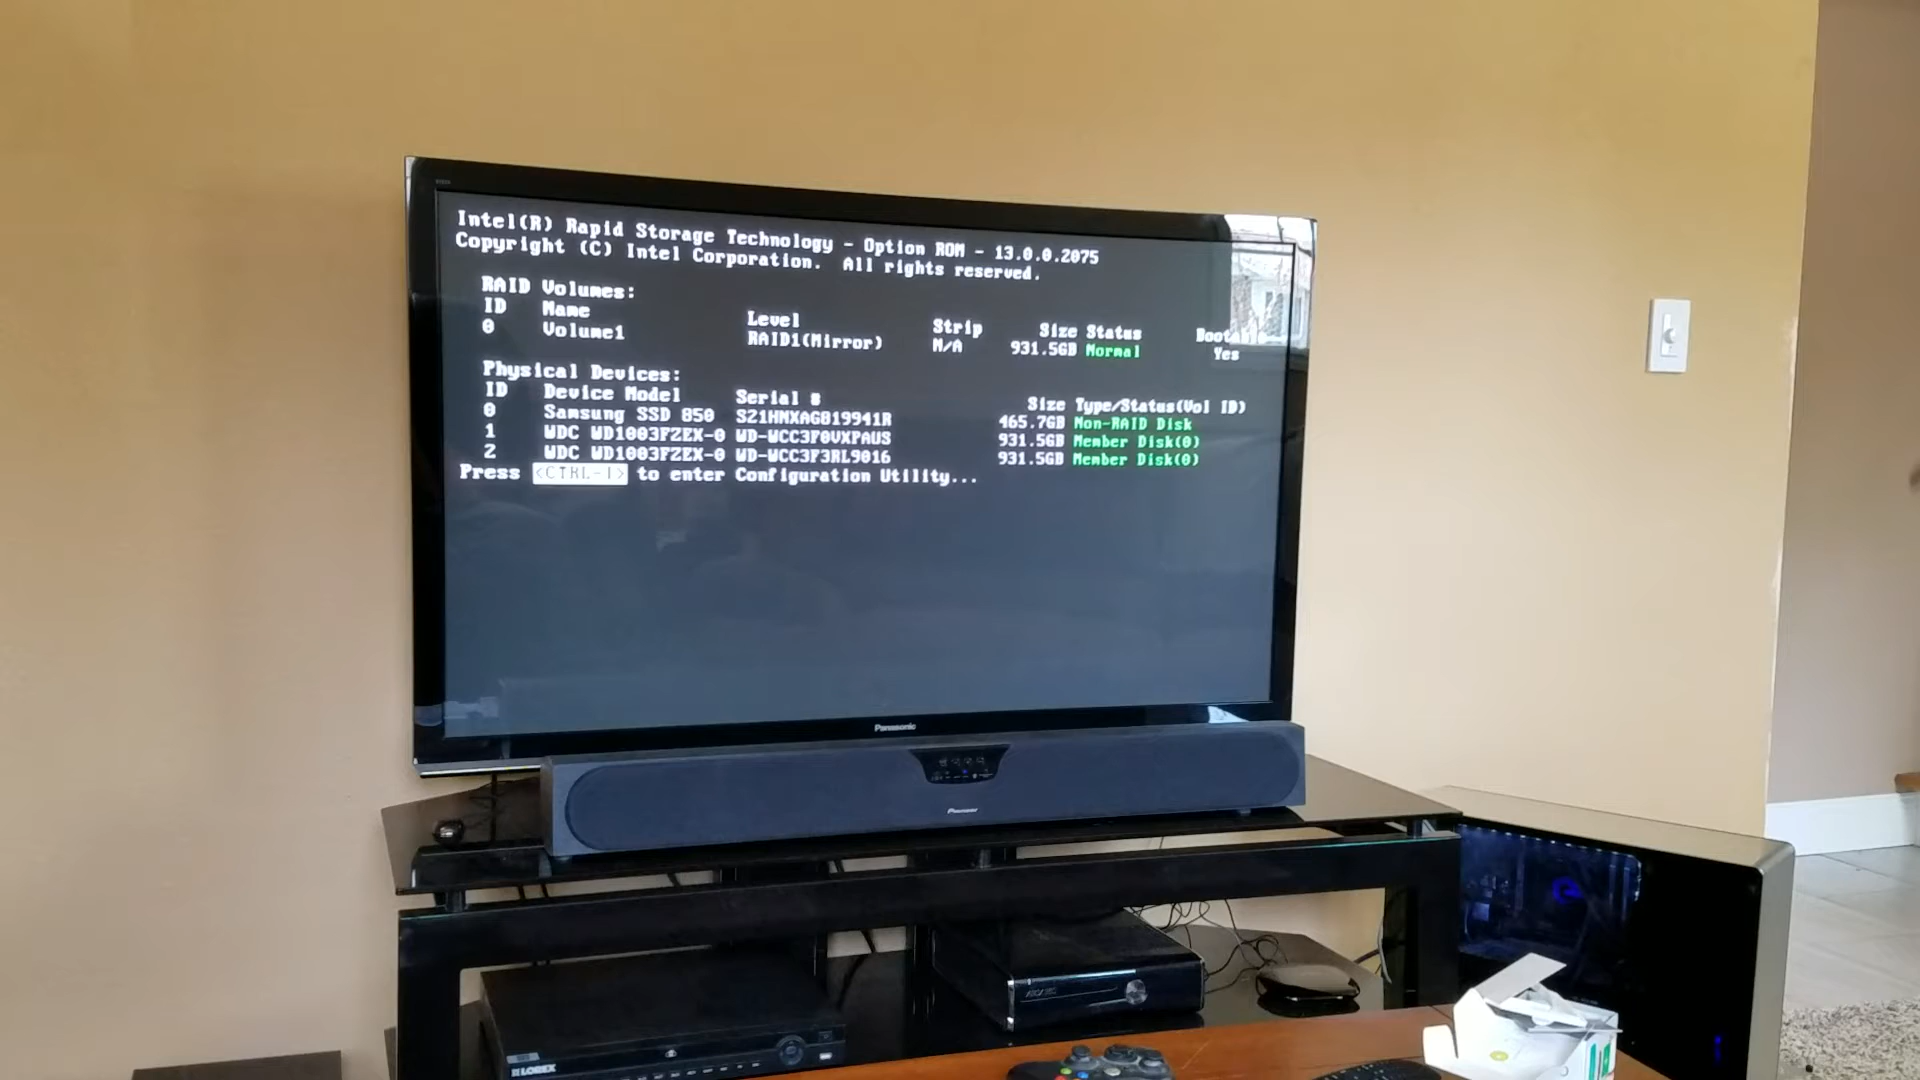 Intel(R) Rapid Storage Technology - Option ROM - 13.0.0.2075
Copyright (C) Intel Corporation. All rights reserved.
RAID Volumes:
ID Name Level Strip Size Status Bootable
0 Volume1 RAID1(Mirror) N/A 931.5GB Normal Yes
Physical Devices:
ID Device Model Serial # Size Type/Status(Vol ID)
0 Samsung SSD 850 S21HNXAG819941R 465.7GB Non-RAID Disk
1 WDC WD1003FZEX-0 WD-WCC3F0VXPAUS 931.5GB Member Disk(0)
2 WDC WD1003FZEX-0 WD-WCC3F3RL9016 931.5GB Member Disk(0)
Press <CTRL-I> to enter Configuration Utility...
Panasonic
Pioneer
XBOX 360
LOREX